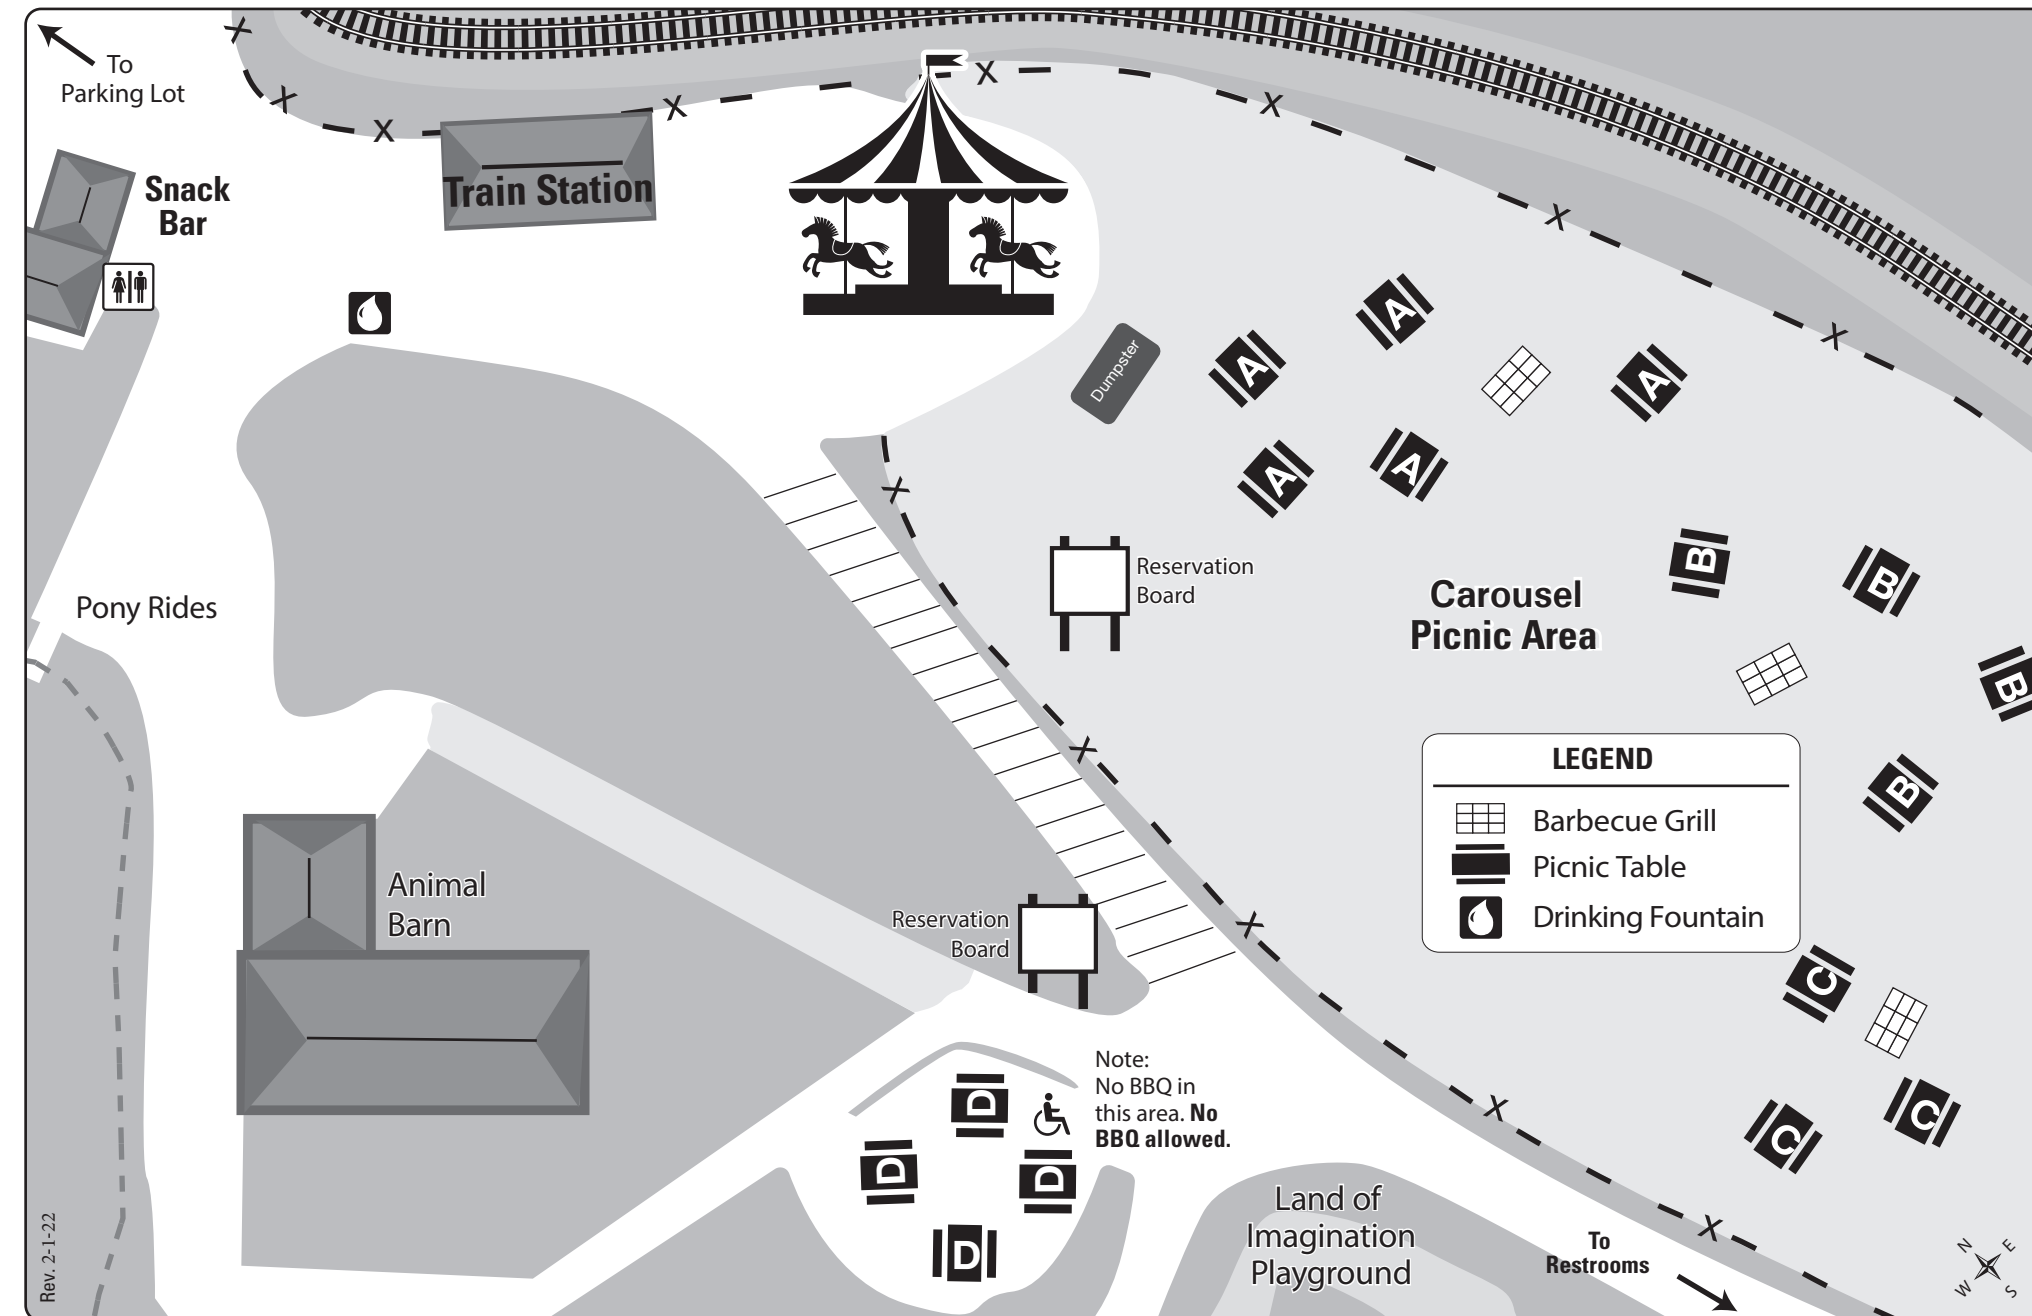 To
Parking Lot
Snack
Bar
Train Station
Dumpster
A
A
A
A
A
Reservation
Board
Carousel
Picnic Area
B
B
B
B
Pony Rides
LEGEND
Barbecue Grill
Picnic Table
Drinking Fountain
Animal
Barn
Reservation
Board
C
C
C
Note:
No BBQ in
this area. No
BBQ allowed.
D
D
D
D
Land of
Imagination
Playground
To
Restrooms
N
E
W
S
Rev. 2-1-22